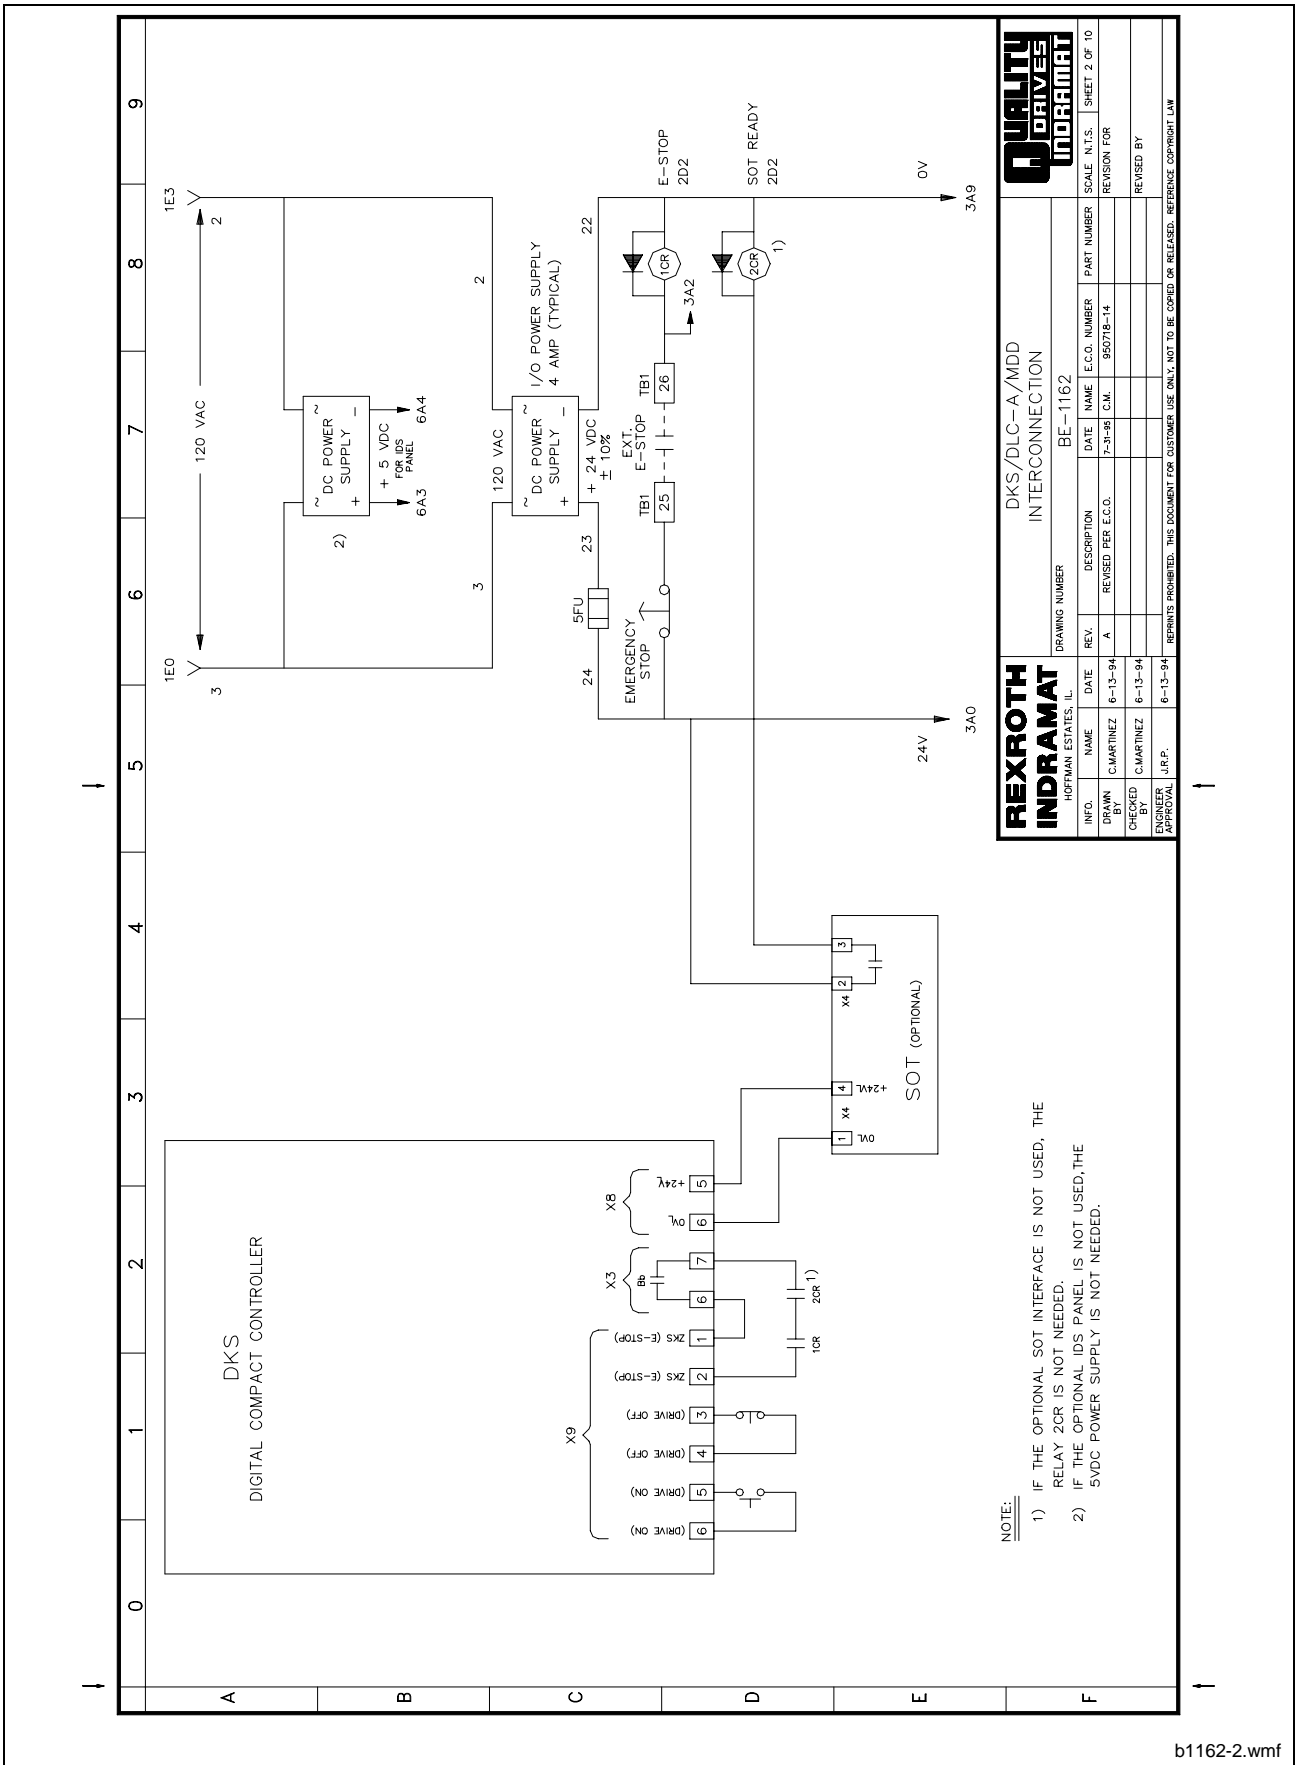 0
1
2
3
4
5
6
7
8
9
A
B
C
D
E
F
1E0
3
120 VAC
1E3
2
DC POWER
SUPPLY
~
~
+
−
2)
+ 5 VDC
FOR IDS
PANEL
6A3
6A4
3
2
120 VAC
I/O POWER SUPPLY
4 AMP (TYPICAL)
DC POWER
SUPPLY
~
~
+
−
+ 24 VDC
± 10%
24
5FU
23
22
EMERGENCY
STOP
TB1
25
EXT.
E-STOP
TB1
26
3A2
1CR
E-STOP
2D2
2CR
1)
SOT READY
2D2
24V
3A0
0V
3A9
DKS
DIGITAL COMPACT CONTROLLER
X9
X3
X8
Bb
(DRIVE ON)
(DRIVE ON)
(DRIVE OFF)
(DRIVE OFF)
ZKS (E-STOP)
ZKS (E-STOP)
0VL
+24VL
6
5
4
3
2
1
6
7
6
5
1CR
2CR
1)
1
X4
4
2
X4
3
0VL
+24VL
SOT (OPTIONAL)
NOTE:
1) IF THE OPTIONAL SOT INTERFACE IS NOT USED, THE
RELAY 2CR IS NOT NEEDED.
2) IF THE OPTIONAL IDS PANEL IS NOT USED,THE
5VDC POWER SUPPLY IS NOT NEEDED.
REXROTH
INDRAMAT
HOFFMAN ESTATES, IL.
DKS/DLC-A/MDD
INTERCONNECTION
DRAWING NUMBER
BE-1162
QUALITY
DRIVES
INDRAMAT
INFO. NAME DATE REV. DESCRIPTION DATE NAME E.C.O. NUMBER PART NUMBER SCALE N.T.S. SHEET 2 OF 10
DRAWN
BY
C.MARTINEZ 6-13-94 A REVISED PER E.C.O. 7-31-95 C.M. 950718-14 REVISION FOR
CHECKED
BY
C.MARTINEZ 6-13-94 REVISED BY
ENGINEER
APPROVAL
J.R.P. 6-13-94
REPRINTS PROHIBITED. THIS DOCUMENT FOR CUSTOMER USE ONLY, NOT TO BE COPIED OR RELEASED. REFERENCE COPYRIGHT LAW
b1162-2.wmf